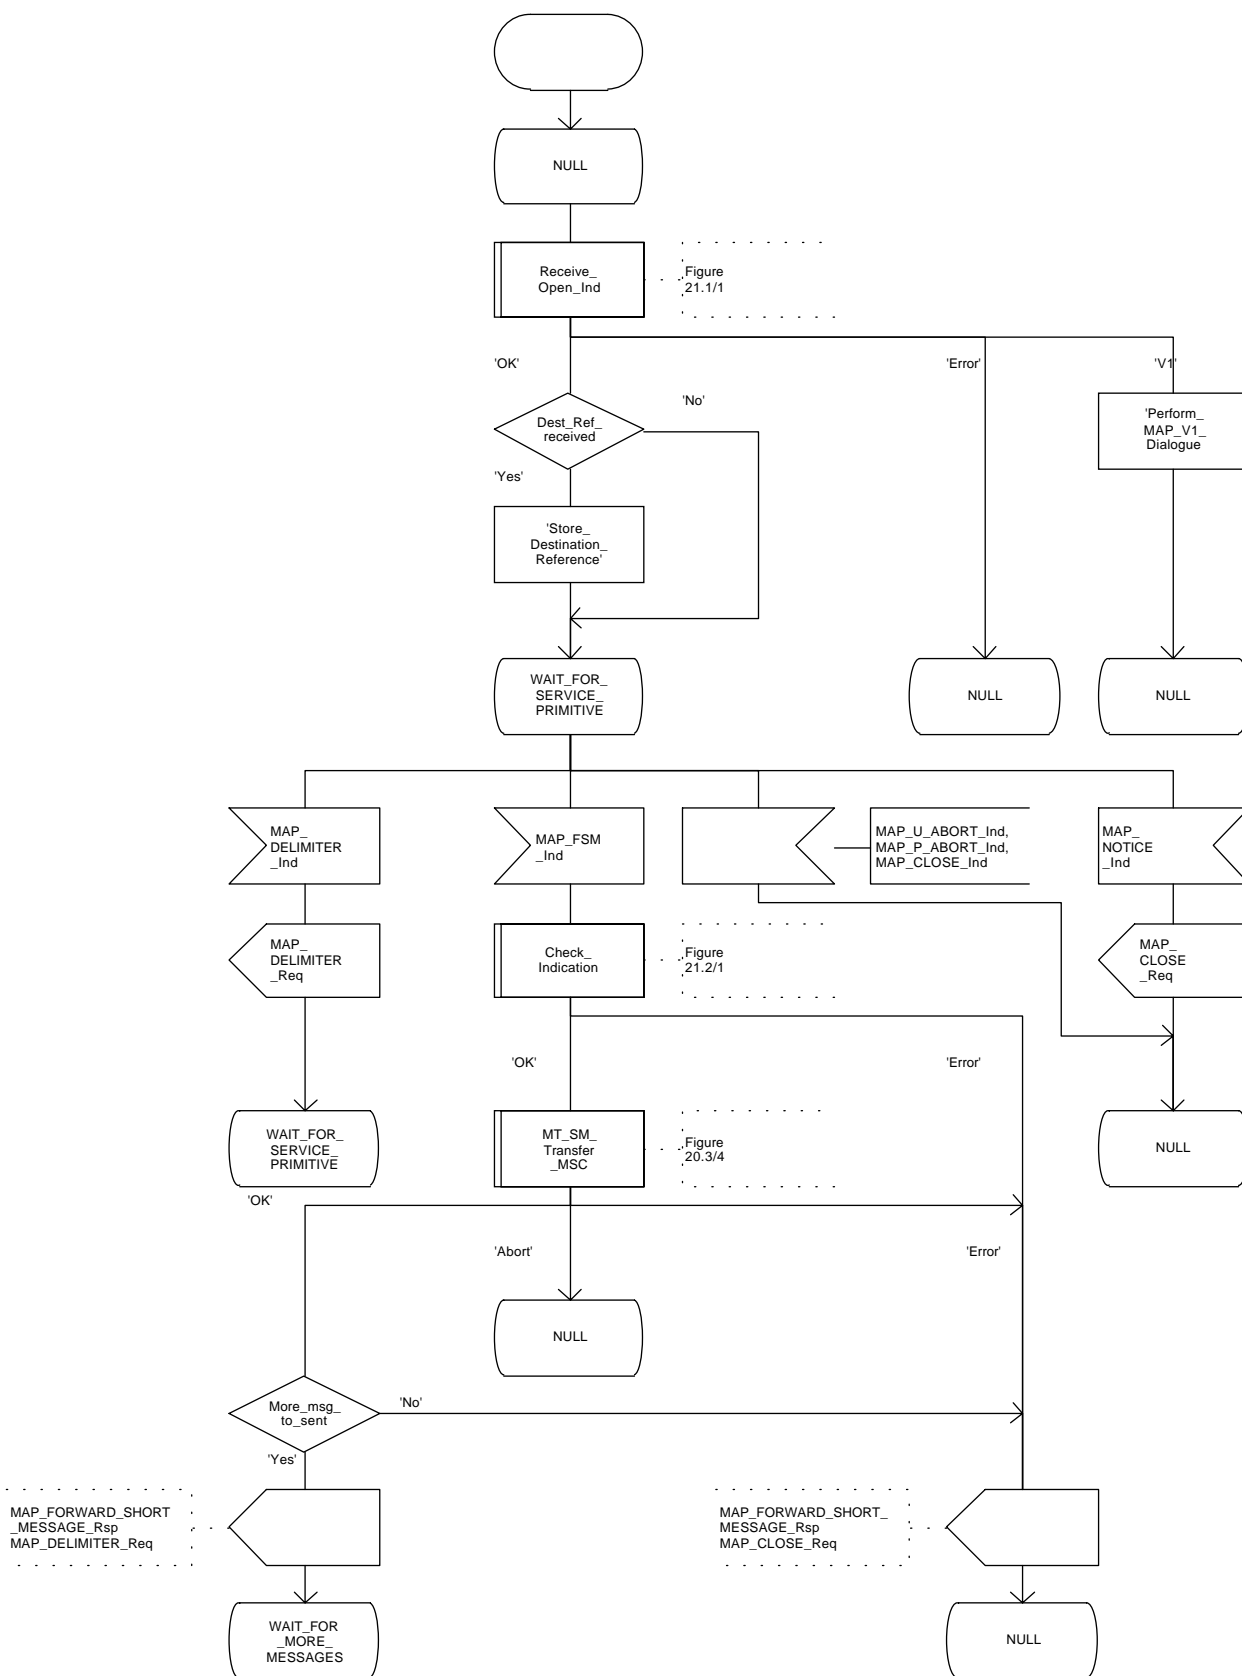 NULL
Receive_
Open_Ind
Figure
21.1/1
'OK'
'Error'
'V1'
Dest_Ref_
received
'No'
'Perform_
MAP_V1_
Dialogue
'Yes'
'Store_
Destination_
Reference'
WAIT_FOR_
SERVICE_
PRIMITIVE
NULL
NULL
MAP_
DELIMITER
_Ind
MAP_FSM
_Ind
MAP_U_ABORT_Ind,
MAP_P_ABORT_Ind,
MAP_CLOSE_Ind
MAP_
NOTICE
_Ind
MAP_
DELIMITER
_Req
Check_
Indication
Figure
21.2/1
MAP_
CLOSE
_Req
'OK'
'Error'
WAIT_FOR_
SERVICE_
PRIMITIVE
MT_SM_
Transfer
_MSC
Figure
20.3/4
NULL
'OK'
'Abort'
'Error'
NULL
More_msg_
to_sent
'No'
'Yes'
MAP_FORWARD_SHORT
_MESSAGE_Rsp
MAP_DELIMITER_Req
MAP_FORWARD_SHORT_
MESSAGE_Rsp
MAP_CLOSE_Req
WAIT_FOR
_MORE_
MESSAGES
NULL